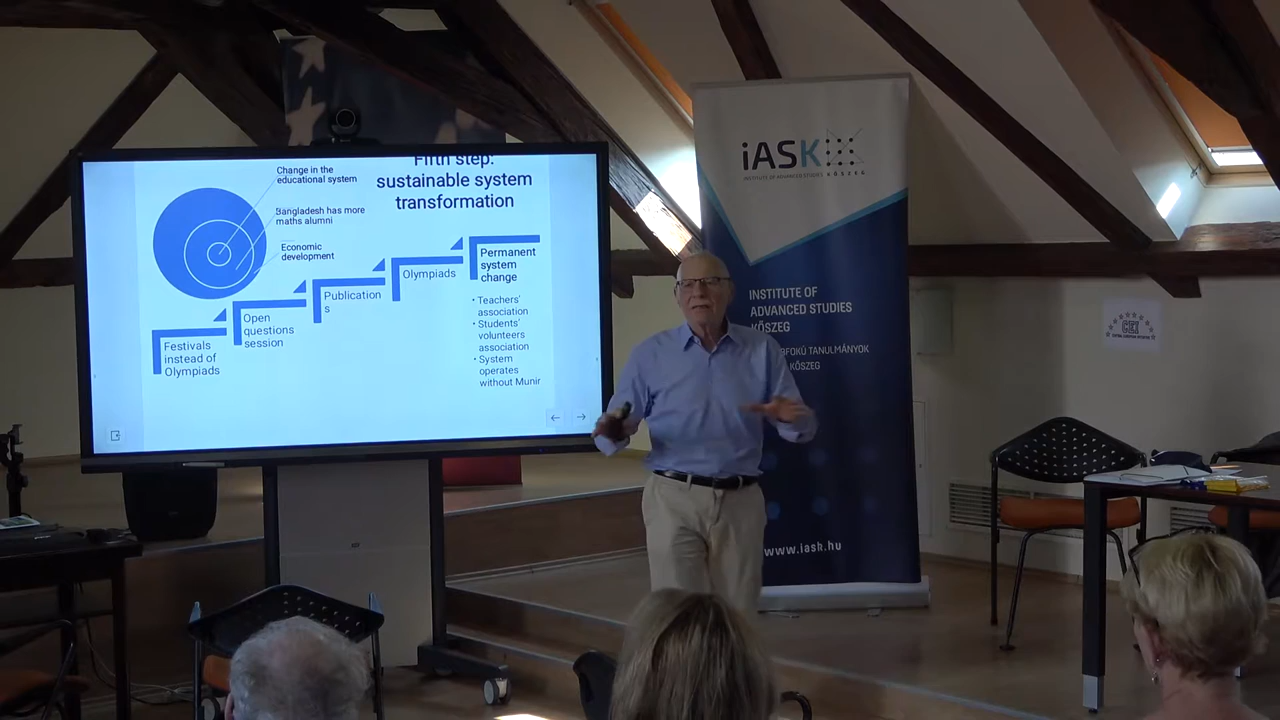 Fifth step:
sustainable system
transformation
Change in the
educational system
Bangladesh has more
maths alumni
Economic
development
Festivals
instead of
Olympiads
Open
questions
session
Publication
s
Olympiads
Permanent
system
change
• Teachers'
association
• Students'
volunteers
association
• System
operates
without Munir
iASK
INSTITUTE OF ADVANCED STUDIES KŐSZEG
INSTITUTE OF
ADVANCED STUDIES
KŐSZEG
TANULMÁNYOK
KŐSZEG
www.iask.hu